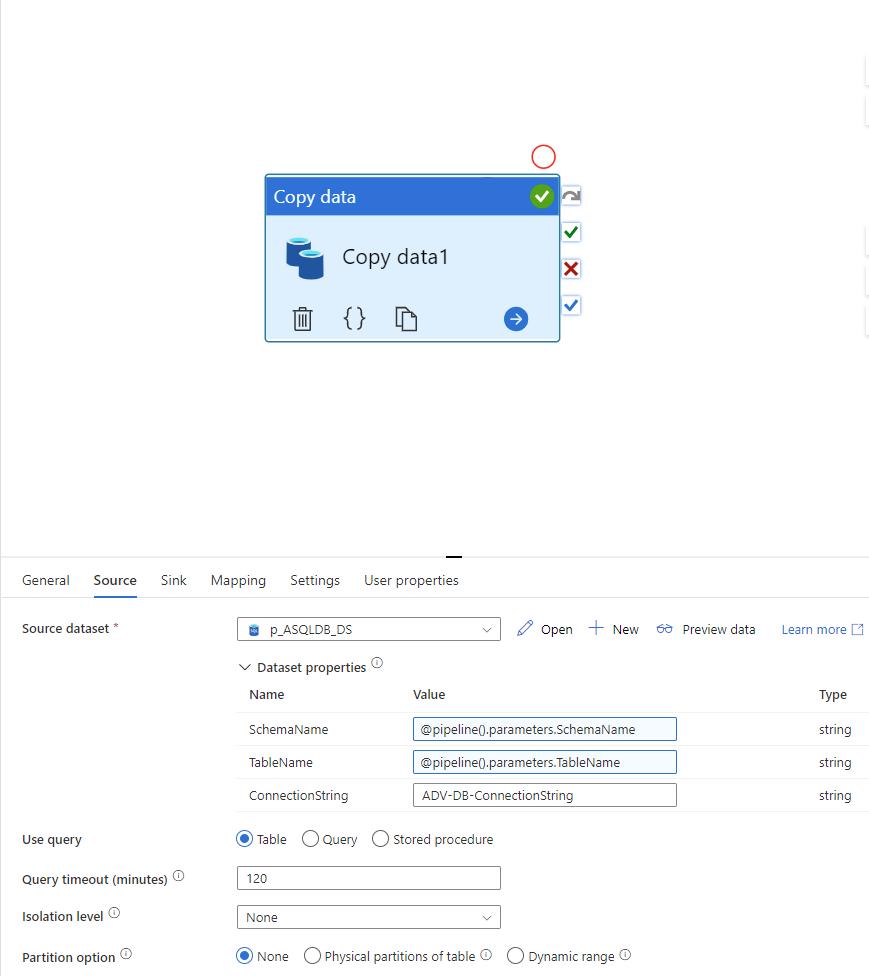 Copy data
Copy data1
General Source Sink Mapping Settings User properties
Source dataset * p_ASQLDB_DS Open New Preview data Learn more
Dataset properties
Name Value Type
SchemaName @pipeline().parameters.SchemaName string
TableName @pipeline().parameters.TableName string
ConnectionString ADV-DB-ConnectionString string
Use query Table Query Stored procedure
Query timeout (minutes) 120
Isolation level None
Partition option None Physical partitions of table Dynamic range